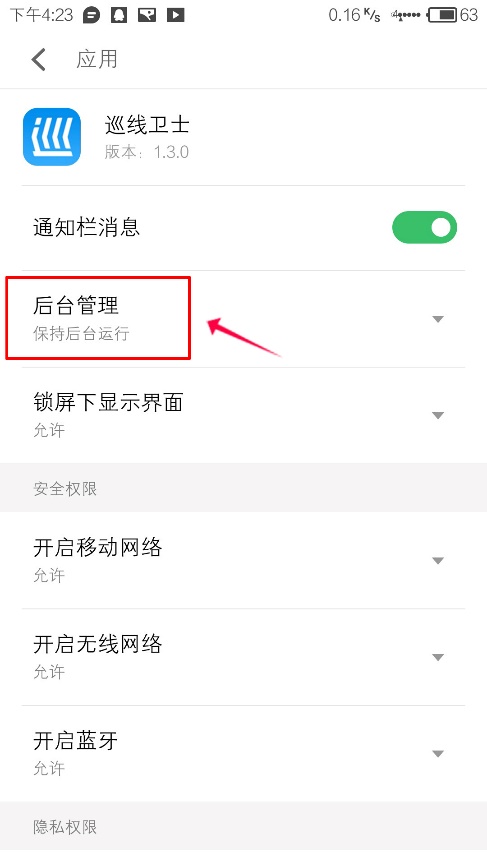 下午4:23
0.16 K/s
4G
63
应用
巡线卫士
版本：1.3.0
通知栏消息
后台管理
保持后台运行
锁屏下显示界面
允许
安全权限
开启移动网络
允许
开启无线网络
允许
开启蓝牙
允许
隐私权限